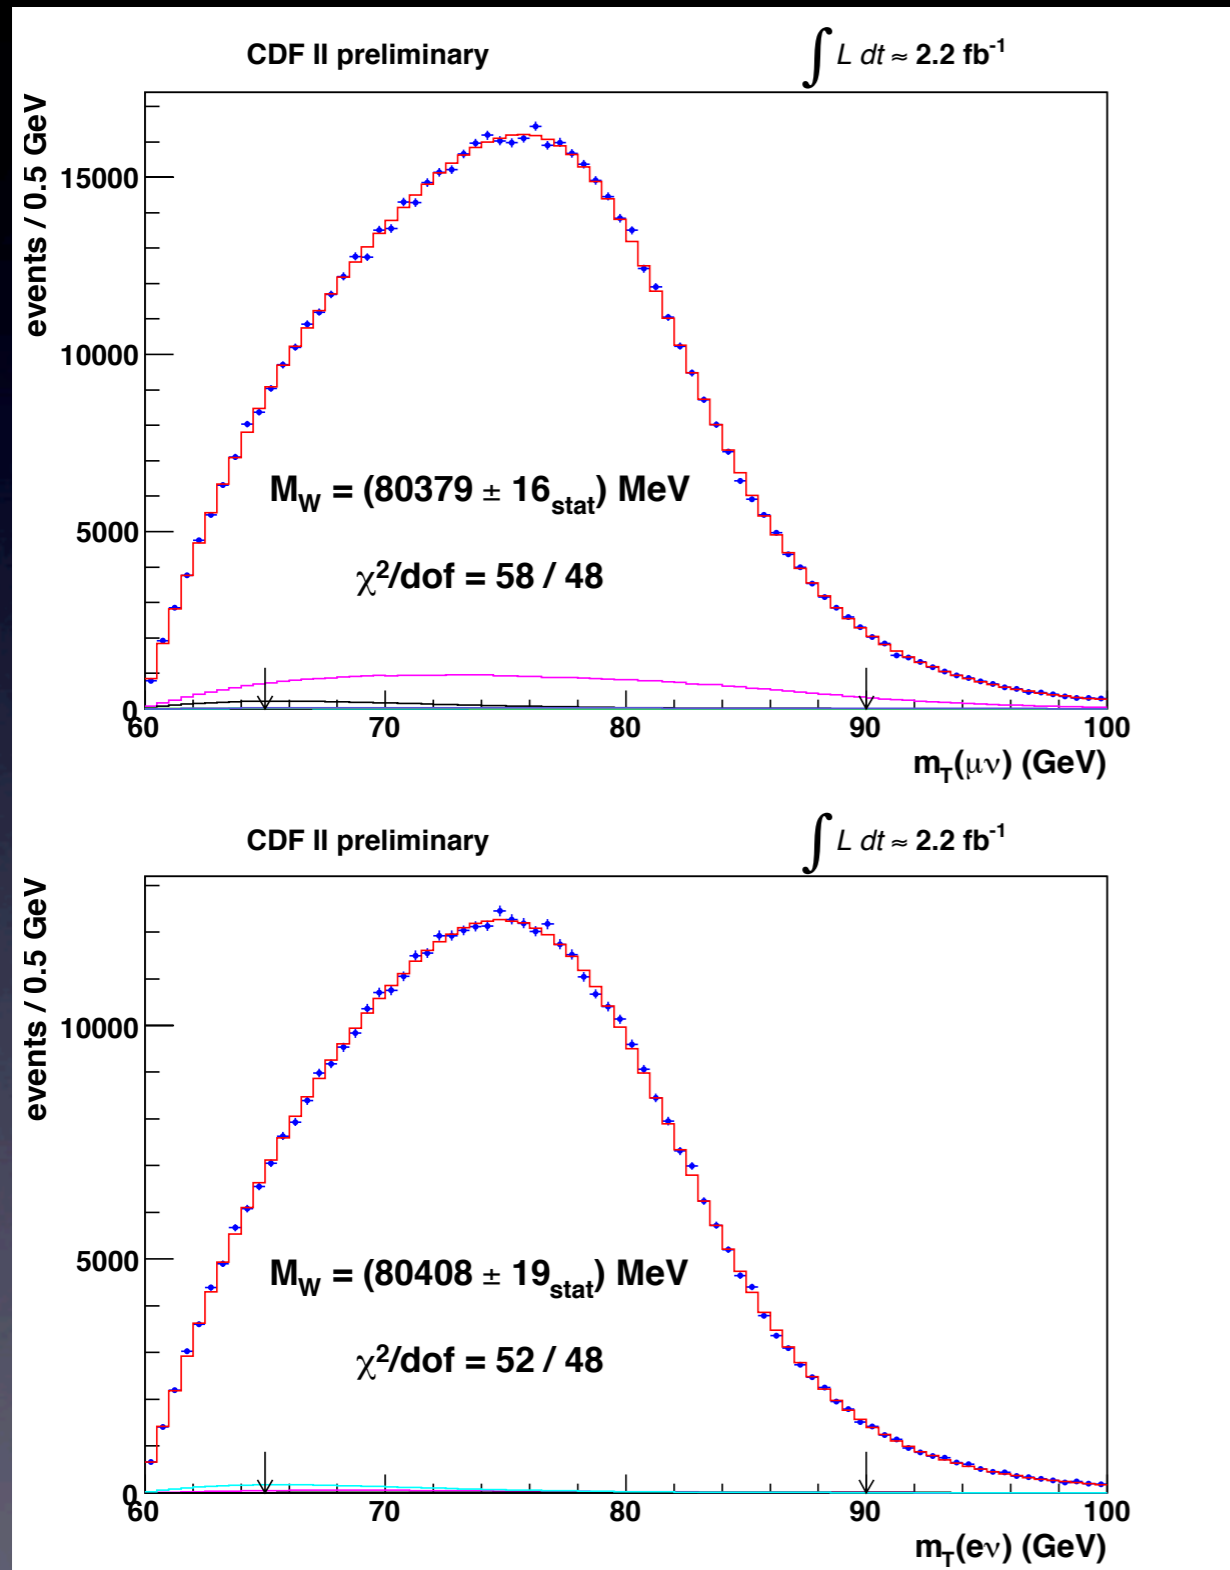 CDF II preliminary
∫ L dt ≈ 2.2 fb⁻¹
events / 0.5 GeV
15000
10000
5000
0
M_W = (80379 ± 16_stat) MeV
χ²/dof = 58 / 48
60 70 80 90 100
m_T(μν) (GeV)
CDF II preliminary
∫ L dt ≈ 2.2 fb⁻¹
events / 0.5 GeV
10000
5000
0
M_W = (80408 ± 19_stat) MeV
χ²/dof = 52 / 48
60 70 80 90 100
m_T(eν) (GeV)